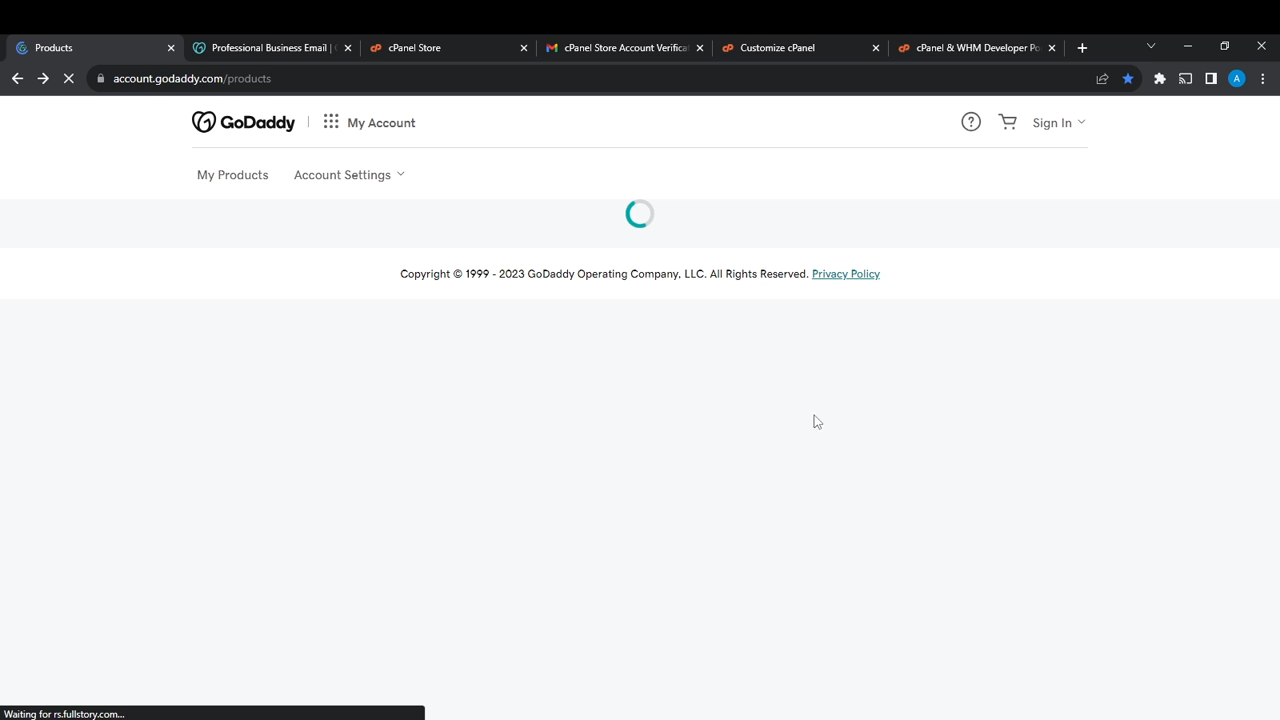 Products
Professional Business Email |
cPanel Store
cPanel Store Account Verifica
Customize cPanel
cPanel & WHM Developer Po
account.godaddy.com/products
A
GoDaddy
My Account
Sign In
My Products
Account Settings
Copyright © 1999 - 2023 GoDaddy Operating Company, LLC. All Rights Reserved. Privacy Policy
Waiting for rs.fullstory.com...